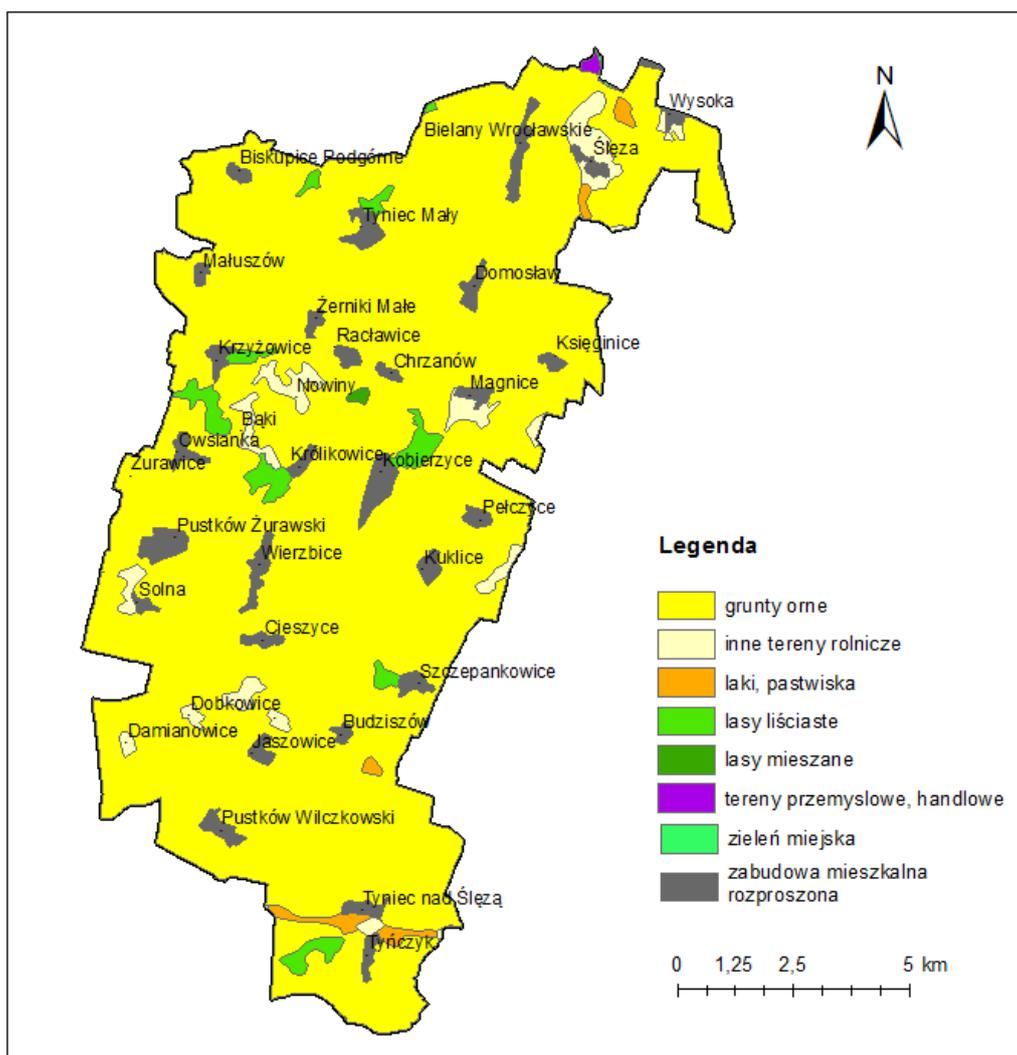 N
Wysoka
Bielany Wrocławskie
Ślęza
Biskupice Podgórne
Tyniec Mały
Małuszów
Domosław
Żerniki Małe
Racławice
Księginice
Krzyżowice
Chrzanów
Nowiny
Magnice
Bąki
Owsianka
Królikowice
Kobierzyce
Żurawice
Pełczyce
Pustków Żurawski
Wierzbice
Kuklice
Solna
Cieszyce
Szczepankowice
Dobkowice
Budziszów
Damianowice
Jaszowice
Pustków Wilczkowski
Tyniec nad Ślęzą
Tyńczyk
Legenda
grunty orne
inne tereny rolnicze
laki, pastwiska
lasy liściaste
lasy mieszane
tereny przemyslowe, handlowe
zieleń miejska
zabudowa mieszkalna
rozproszona
0 1,25 2,5 5 km